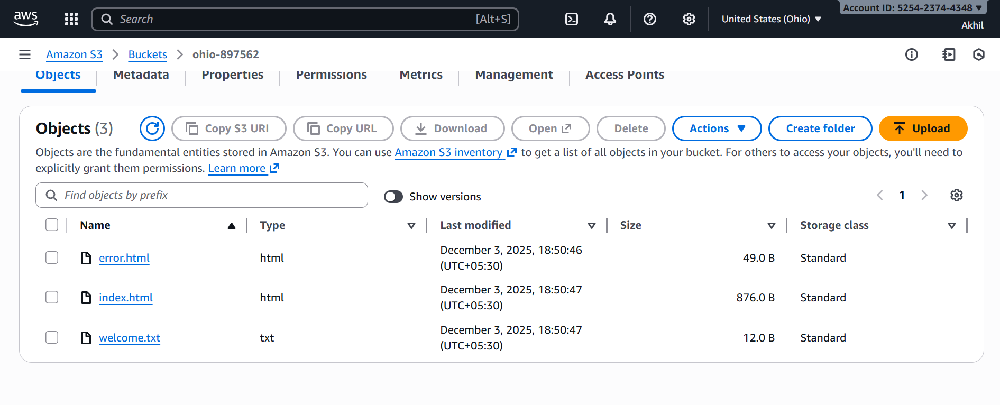 aws
Search [Alt+S]
United States (Ohio)
Account ID: 5254-2374-4348
Akhil
Amazon S3 Buckets ohio-897562
Objects Metadata Properties Permissions Metrics Management Access Points
Objects (3) Copy S3 URI Copy URL Download Open Delete Actions Create folder Upload
Objects are the fundamental entities stored in Amazon S3. You can use Amazon S3 inventory to get a list of all objects in your bucket. For others to access your objects, you'll need to
explicitly grant them permissions. Learn more
Find objects by prefix Show versions 1
Name Type Last modified Size Storage class
error.html html December 3, 2025, 18:50:46 (UTC+05:30) 49.0 B Standard
index.html html December 3, 2025, 18:50:47 (UTC+05:30) 876.0 B Standard
welcome.txt txt December 3, 2025, 18:50:47 (UTC+05:30) 12.0 B Standard